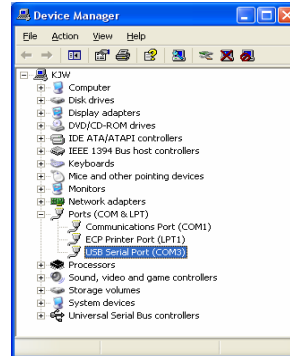 Device Manager
File Action View Help
KJW
Computer
Disk drives
Display adapters
DVD/CD-ROM drives
IDE ATA/ATAPI controllers
IEEE 1394 Bus host controllers
Keyboards
Mice and other pointing devices
Monitors
Network adapters
Ports (COM & LPT)
Communications Port (COM1)
ECP Printer Port (LPT1)
USB Serial Port (COM3)
Processors
Sound, video and game controllers
Storage volumes
System devices
Universal Serial Bus controllers